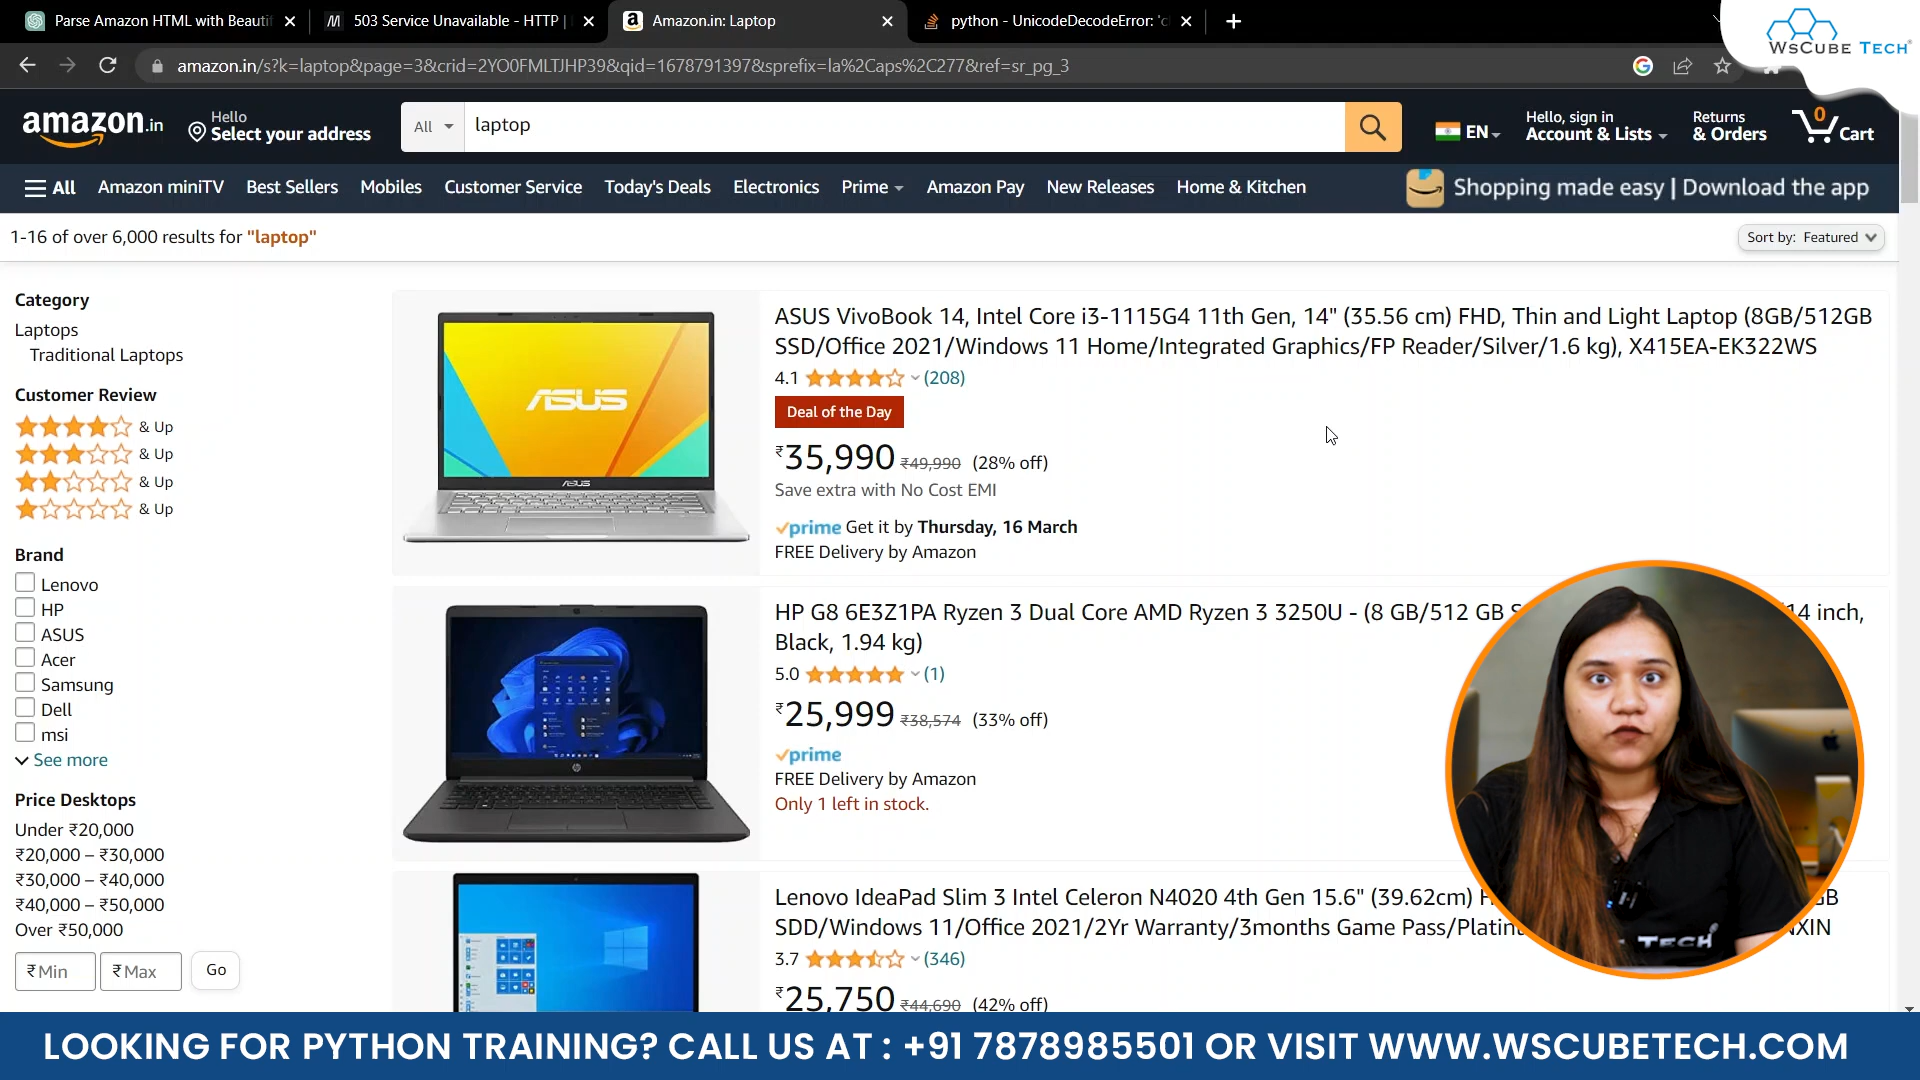 Parse Amazon HTML with Beautif
503 Service Unavailable - HTTP |
Amazon.in: Laptop
python - UnicodeDecodeError: 'c
WsCube Tech
amazon.in/s?k=laptop&page=3&crid=2YO0FMLTJHP39&qid=1678791397&sprefix=la%2Caps%2C277&ref=sr_pg_3
amazon.in
Hello
Select your address
All
laptop
EN
Hello, sign in
Account & Lists
Returns
& Orders
0
Cart
All
Amazon miniTV
Best Sellers
Mobiles
Customer Service
Today's Deals
Electronics
Prime
Amazon Pay
New Releases
Home & Kitchen
Shopping made easy | Download the app
1-16 of over 6,000 results for "laptop"
Sort by: Featured
Category
Laptops
Traditional Laptops
Customer Review
& Up
& Up
& Up
& Up
Brand
Lenovo
HP
ASUS
Acer
Samsung
Dell
msi
See more
Price Desktops
Under ₹20,000
₹20,000 – ₹30,000
₹30,000 – ₹40,000
₹40,000 – ₹50,000
Over ₹50,000
₹Min
₹Max
Go
ASUS
ASUS
ASUS VivoBook 14, Intel Core i3-1115G4 11th Gen, 14" (35.56 cm) FHD, Thin and Light Laptop (8GB/512GB
SSD/Office 2021/Windows 11 Home/Integrated Graphics/FP Reader/Silver/1.6 kg), X415EA-EK322WS
4.1
(208)
Deal of the Day
₹35,990 ₹49,990 (28% off)
Save extra with No Cost EMI
prime Get it by Thursday, 16 March
FREE Delivery by Amazon
HP G8 6E3Z1PA Ryzen 3 Dual Core AMD Ryzen 3 3250U - (8 GB/512 GB
14 inch,
Black, 1.94 kg)
5.0
(1)
₹25,999 ₹38,574 (33% off)
prime
FREE Delivery by Amazon
Only 1 left in stock.
Lenovo IdeaPad Slim 3 Intel Celeron N4020 4th Gen 15.6" (39.62cm)
SDD/Windows 11/Office 2021/2Yr Warranty/3months Game Pass/Platin
3.7
(346)
₹25,750 ₹44,690 (42% off)
TECH
LOOKING FOR PYTHON TRAINING? CALL US AT : +91 7878985501 OR VISIT WWW.WSCUBETECH.COM